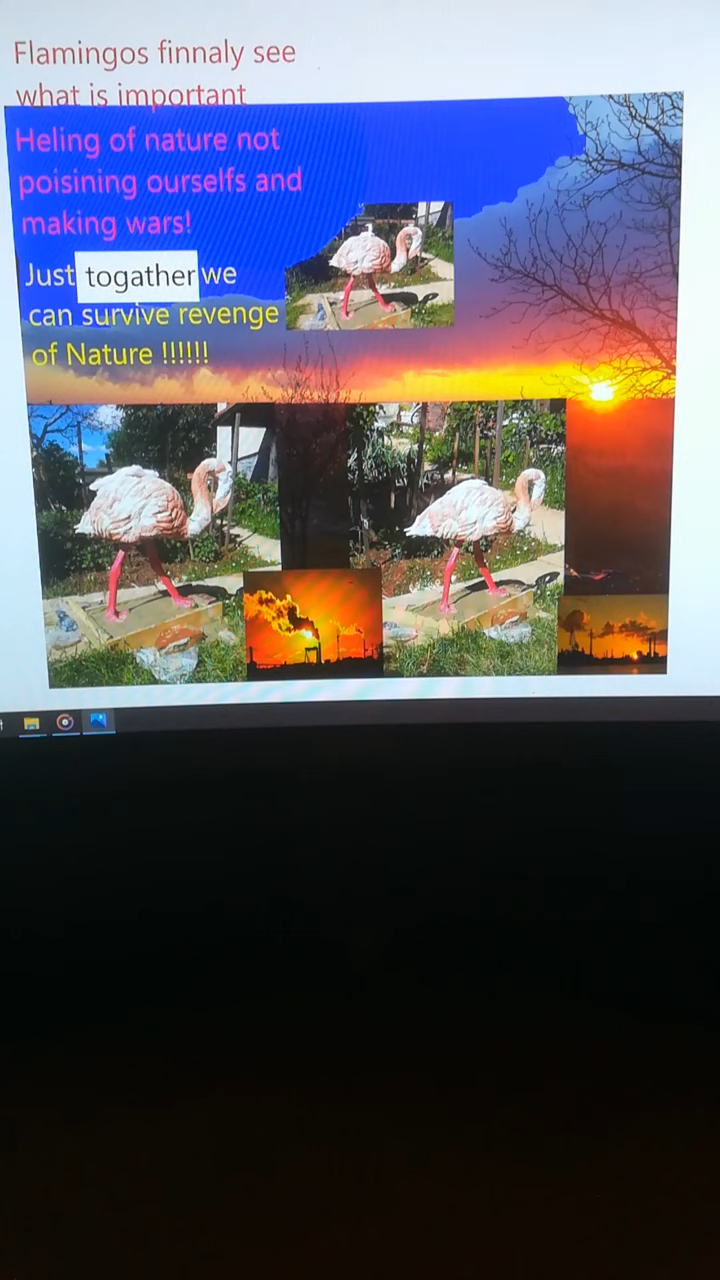 Flamingos finnaly see
what is important
Heling of nature not
poisining ourselfs and
making wars!
Just togather we
can survive revenge
of Nature !!!!!!